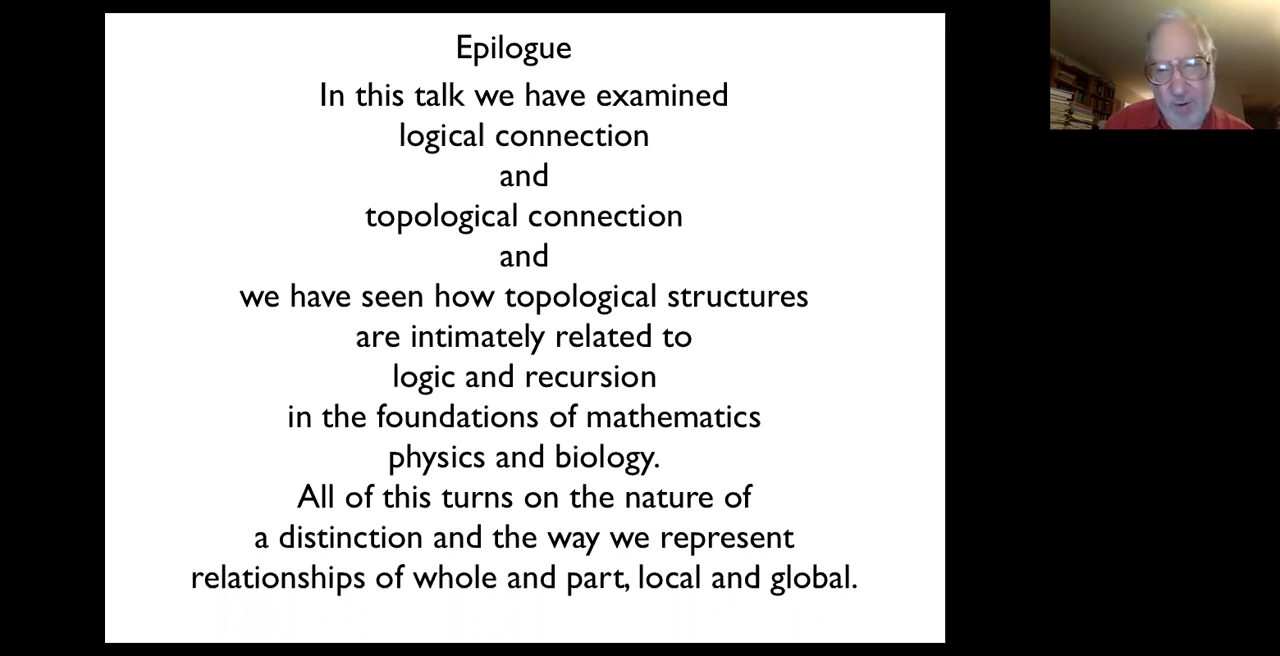 Epilogue
In this talk we have examined
logical connection
and
topological connection
and
we have seen how topological structures
are intimately related to
logic and recursion
in the foundations of mathematics
physics and biology.
All of this turns on the nature of
a distinction and the way we represent
relationships of whole and part, local and global.